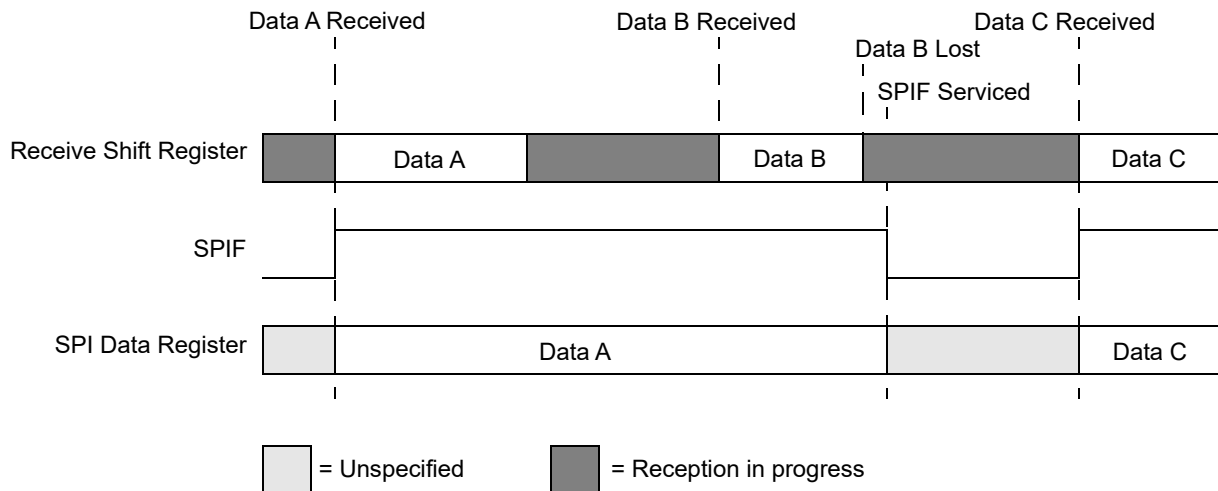 Data A Received
Data B Received
Data C Received
Data B Lost
SPIF Serviced
Receive Shift Register
Data A
Data B
Data C
SPIF
SPI Data Register
Data A
Data C
= Unspecified
= Reception in progress